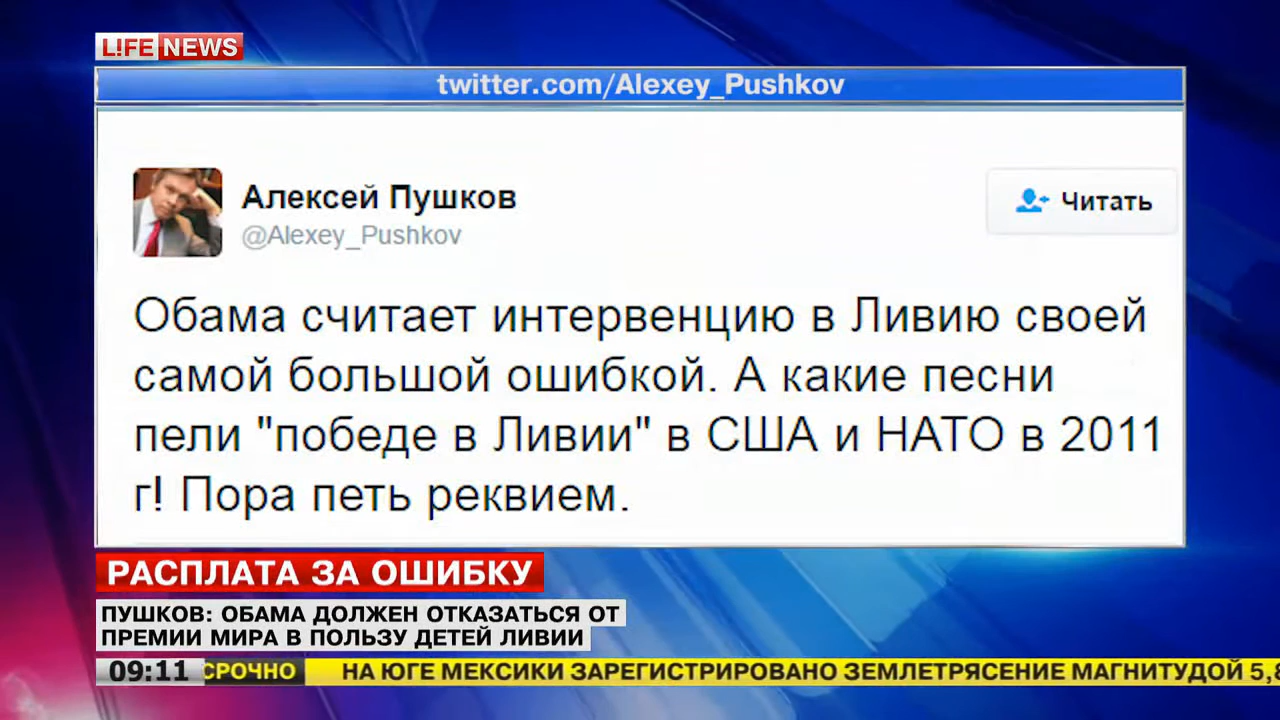 L!FE NEWS
twitter.com/Alexey_Pushkov
Алексей Пушков
@Alexey_Pushkov
Читать
Обама считает интервенцию в Ливию своей
самой большой ошибкой. А какие песни
пели "победе в Ливии" в США и НАТО в 2011
г! Пора петь реквием.
РАСПЛАТА ЗА ОШИБКУ
ПУШКОВ: ОБАМА ДОЛЖЕН ОТКАЗАТЬСЯ ОТ
ПРЕМИИ МИРА В ПОЛЬЗУ ДЕТЕЙ ЛИВИИ
09:11 СРОЧНО НА ЮГЕ МЕКСИКИ ЗАРЕГИСТРИРОВАНО ЗЕМЛЕТРЯСЕНИЕ МАГНИТУДОЙ 5,8